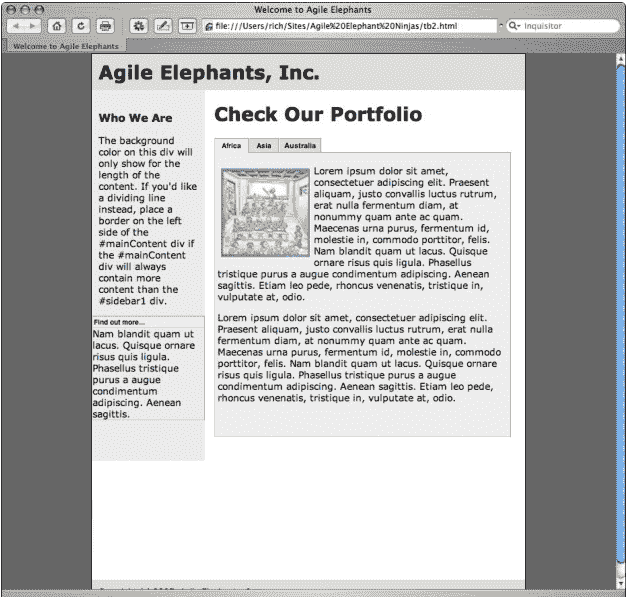 Welcome to Agile Elephants
file:///Users/rich/Sites/Agile%20Elephant%20Ninjas/tb2.html
Inquisitor
Welcome to Agile Elephants
Agile Elephants, Inc.
Who We Are
The background
color on this div will
only show for the
length of the
content. If you'd like
a dividing line
instead, place a
border on the left
side of the
#mainContent div if
the #mainContent
div will always
contain more
content than the
#sidebar1 div.
Find out more...
Nam blandit quam ut
lacus. Quisque ornare
risus quis ligula.
Phasellus tristique
purus a augue
condimentum
adipiscing. Aenean
sagittis.
Check Our Portfolio
Africa Asia Australia
Lorem ipsum dolor sit amet,
consectetuer adipiscing elit. Praesent
aliquam, justo convallis luctus rutrum,
erat nulla fermentum diam, at
nonummy quam ante ac quam.
Maecenas urna purus, fermentum id,
molestie in, commodo porttitor, felis.
Nam blandit quam ut lacus. Quisque
ornare risus quis ligula. Phasellus
tristique purus a augue condimentum adipiscing. Aenean
sagittis. Etiam leo pede, rhoncus venenatis, tristique in,
vulputate at, odio.
Lorem ipsum dolor sit amet, consectetuer adipiscing elit.
Praesent aliquam, justo convallis luctus rutrum, erat nulla
fermentum diam, at nonummy quam ante ac quam.
Maecenas urna purus, fermentum id, molestie in, commodo
porttitor, felis. Nam blandit quam ut lacus. Quisque ornare
risus quis ligula. Phasellus tristique purus a augue
condimentum adipiscing. Aenean sagittis. Etiam leo pede,
rhoncus venenatis, tristique in, vulputate at, odio.